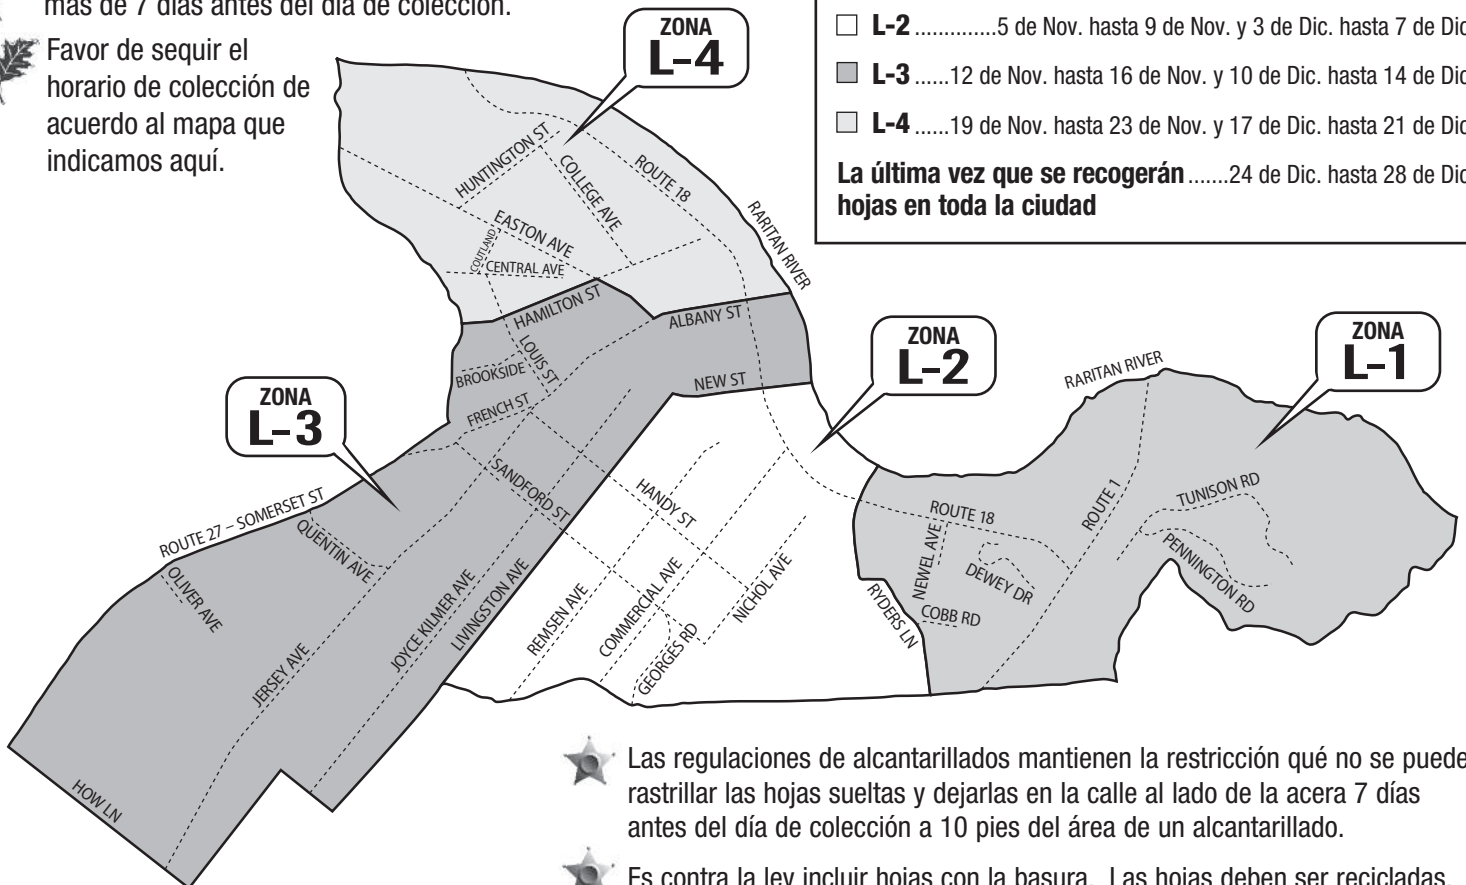 más de 7 días antes del día de colección.
Favor de sequir el
horario de colección de
acuerdo al mapa que
indicamos aquí.
L-2 ..............5 de Nov. hasta 9 de Nov. y 3 de Dic. hasta 7 de Dic
L-3 ......12 de Nov. hasta 16 de Nov. y 10 de Dic. hasta 14 de Dic
L-4 ......19 de Nov. hasta 23 de Nov. y 17 de Dic. hasta 21 de Dic
La última vez que se recogerán .......24 de Dic. hasta 28 de Dic
hojas en toda la ciudad
ZONA
L-4
HUNTINGTON ST
COLLEGE AVE
ROUTE 18
RARITAN RIVER
EASTON AVE
COUTLAND
CENTRAL AVE
HAMILTON ST
ALBANY ST
LOUIS ST
BROOKSIDE
NEW ST
FRENCH ST
ZONA
L-3
ZONA
L-2
ZONA
L-1
RARITAN RIVER
ROUTE 27 – SOMERSET ST
QUENTIN AVE
SANDFORD ST
HANDY ST
OLIVER AVE
JERSEY AVE
JOYCE KILMER AVE
LIVINGSTON AVE
REMSEN AVE
COMMERCIAL AVE
GEORGES RD
NICHOL AVE
RYDERS LN
ROUTE 18
NEWEL AVE
DEWEY DR
COBB RD
ROUTE 1
TUNISON RD
PENNINGTON RD
HOW LN
Las regulaciones de alcantarillados mantienen la restricción qué no se puede
rastrillar las hojas sueltas y dejarlas en la calle al lado de la acera 7 días
antes del día de colección a 10 pies del área de un alcantarillado.
Es contra la ley incluir hojas con la basura. Las hojas deben ser recicladas.